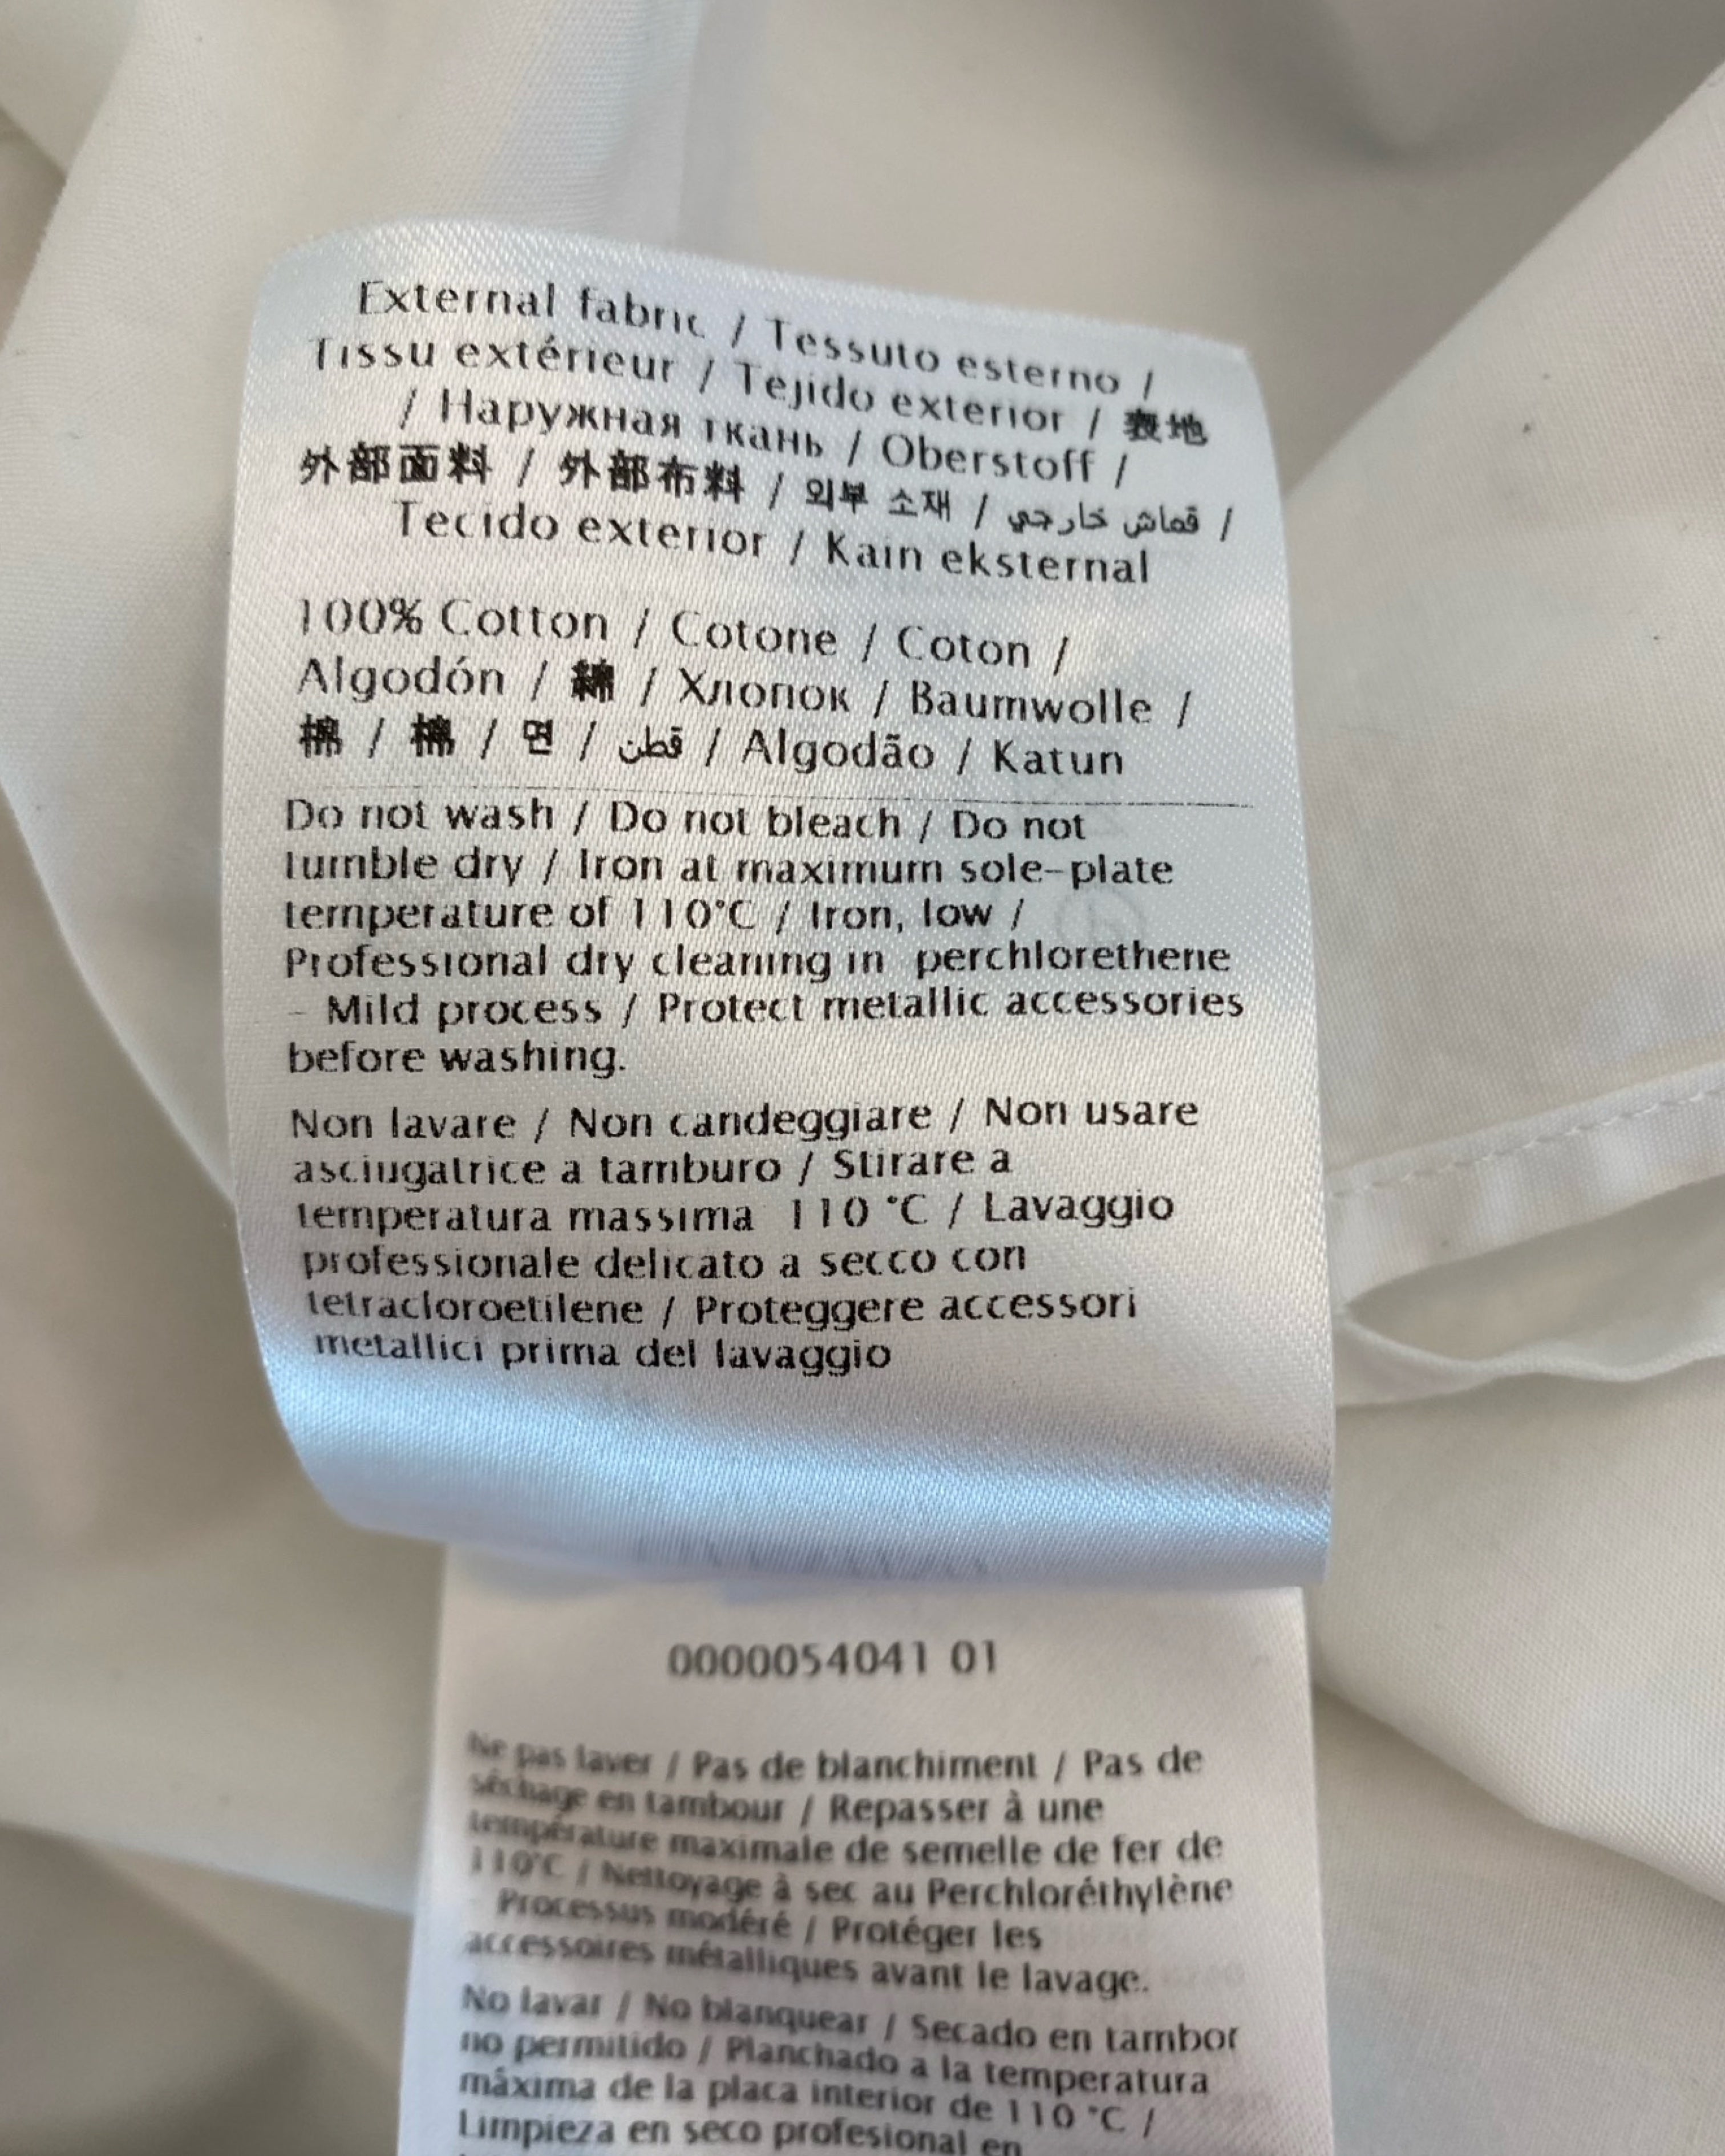 External fabric / Tessuto esterno /
Tissu extérieur / Tejido exterior / 表地
/ Наружная ткань / Oberstoff /
外部面料 / 外部布料 / 외부 소재 / قماش خارجي /
Tecido exterior / Kain eksternal
100% Cotton / Cotone / Coton /
Algodón / 綿 / Хлопок / Baumwolle /
棉 / 棉 / 면 / قطن / Algodão / Katun
Do not wash / Do not bleach / Do not
tumble dry / Iron at maximum sole-plate
temperature of 110°C / Iron, low /
Professional dry cleaning in perchlorethene
- Mild process / Protect metallic accessories
before washing.
Non lavare / Non candeggiare / Non usare
asciugatrice a tamburo / Stirare a
temperatura massima 110 °C / Lavaggio
professionale delicato a secco con
tetracloroetilene / Proteggere accessori
metallici prima del lavaggio
0000054041 01
Ne pas laver / Pas de blanchiment / Pas de
séchage en tambour / Repasser à une
température maximale de semelle de fer de
110°C / Nettoyage à sec au Perchloréthylène
- Processus modéré / Protéger les
accessoires métalliques avant le lavage.
No lavar / No blanquear / Secado en tambor
no permitido / Planchado a la temperatura
máxima de la placa interior de 110 °C /
Limpieza en seco profesional en